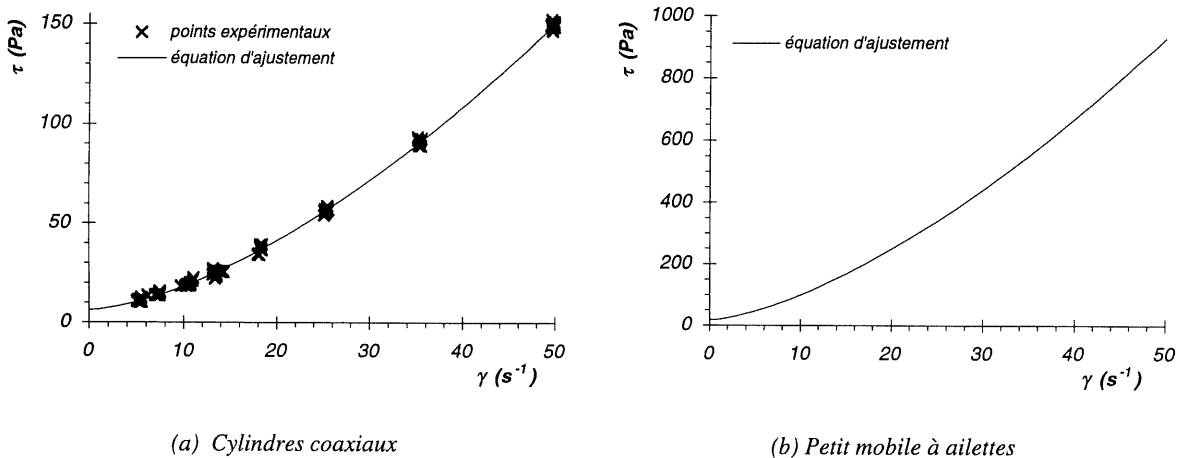 150
100
50
0
τ (Pa)
points expérimentaux
équation d'ajustement
0 10 20 30 40 50
γ (s⁻¹)
(a) Cylindres coaxiaux
1000
800
600
400
200
0
τ (Pa)
équation d'ajustement
0 10 20 30 40 50
γ (s⁻¹)
(b) Petit mobile à ailettes